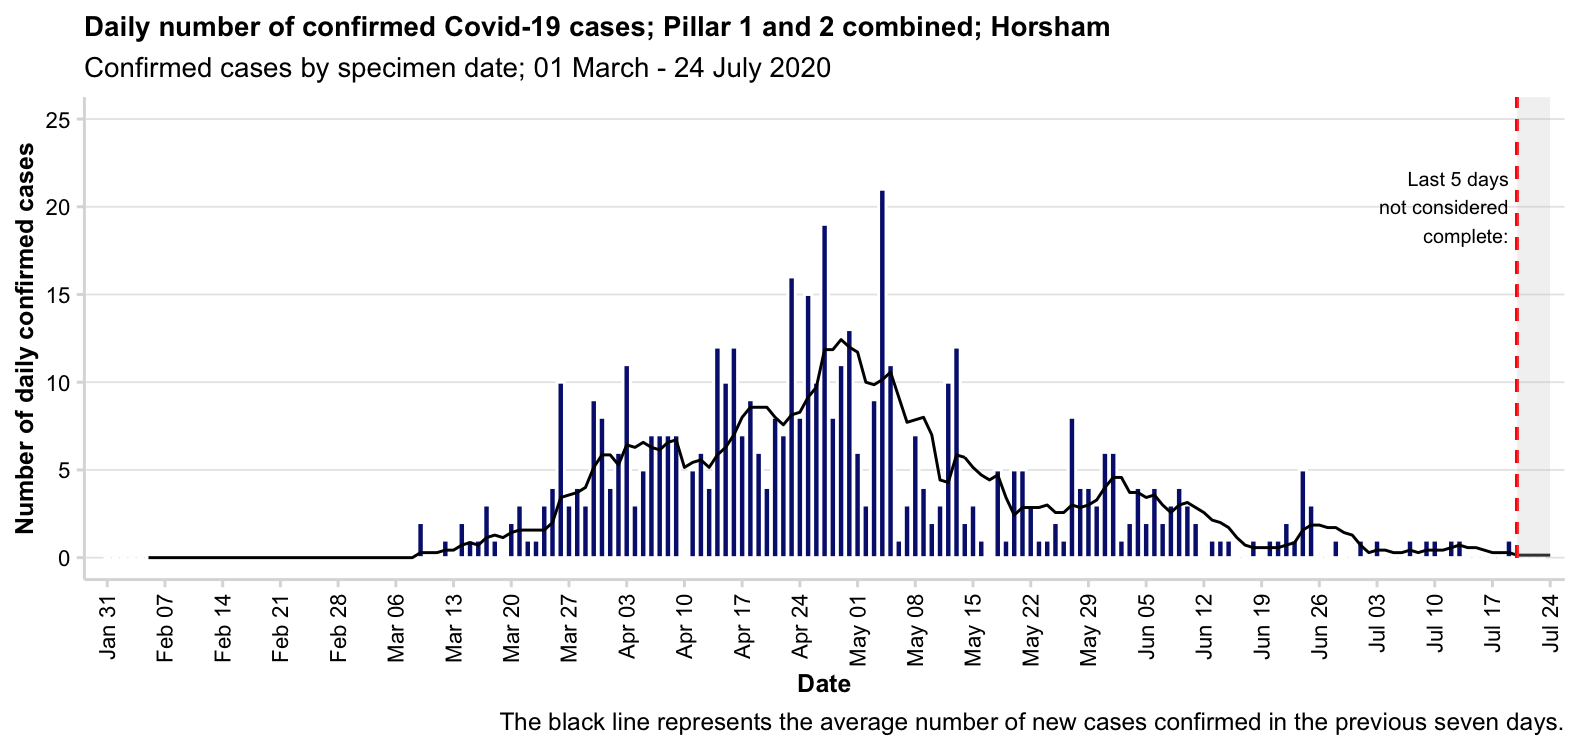 Daily number of confirmed Covid-19 cases; Pillar 1 and 2 combined; Horsham
Confirmed cases by specimen date; 01 March - 24 July 2020
Number of daily confirmed cases
25
20
15
10
5
0
Last 5 days
not considered
complete:
Jan 31
Feb 07
Feb 14
Feb 21
Feb 28
Mar 06
Mar 13
Mar 20
Mar 27
Apr 03
Apr 10
Apr 17
Apr 24
May 01
May 08
May 15
May 22
May 29
Jun 05
Jun 12
Jun 19
Jun 26
Jul 03
Jul 10
Jul 17
Jul 24
Date
The black line represents the average number of new cases confirmed in the previous seven days.